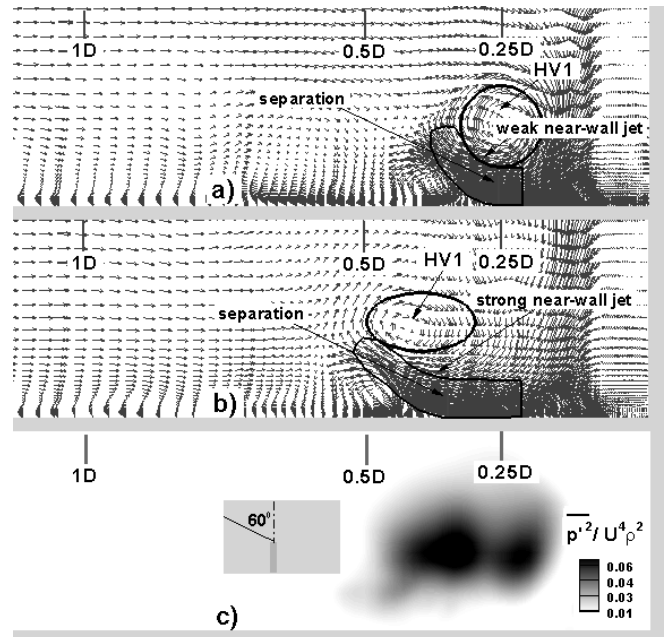 1D
0.5D
0.25D
HV1
separation
weak near-wall jet
a)
1D
0.5D
0.25D
HV1
strong near-wall jet
separation
b)
1D
0.5D
0.25D
60⁰
p'² / U⁴ρ²
0.06
0.04
0.03
0.01
c)